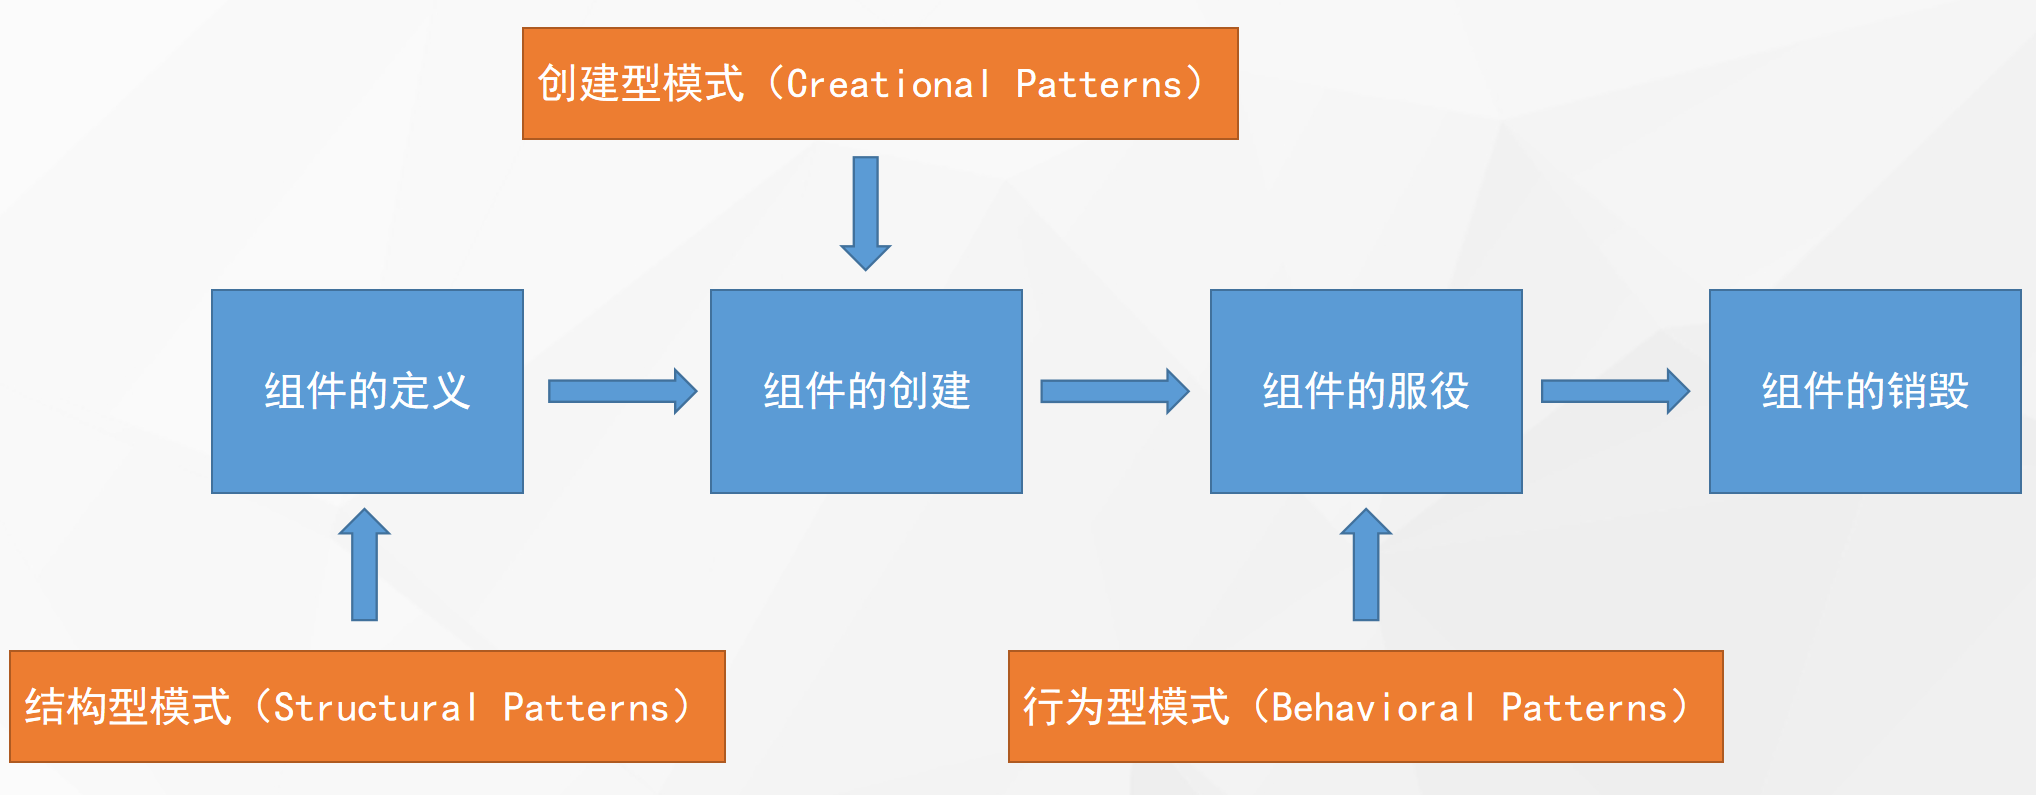 创建型模式（Creational Patterns）
组件的定义
组件的创建
组件的服役
组件的销毁
结构型模式（Structural Patterns）
行为型模式（Behavioral Patterns）